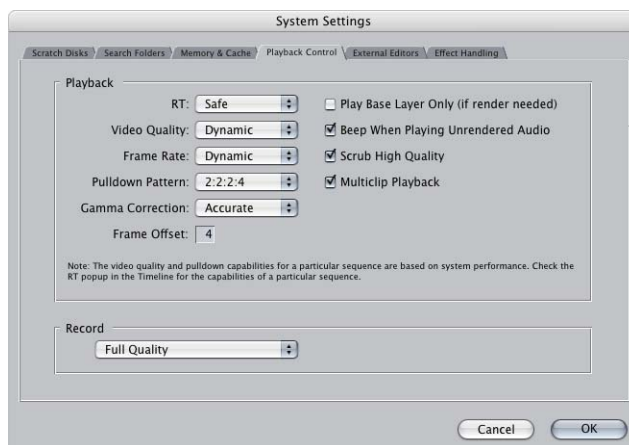 System Settings
Scratch Disks Search Folders Memory & Cache Playback Control External Editors Effect Handling
Playback
RT: Safe
Play Base Layer Only (if render needed)
Video Quality: Dynamic
Beep When Playing Unrendered Audio
Frame Rate: Dynamic
Scrub High Quality
Pulldown Pattern: 2:2:2:4
Multiclip Playback
Gamma Correction: Accurate
Frame Offset: 4
Note: The video quality and pulldown capabilities for a particular sequence are based on system performance. Check the
RT popup in the Timeline for the capabilities of a particular sequence.
Record
Full Quality
Cancel OK